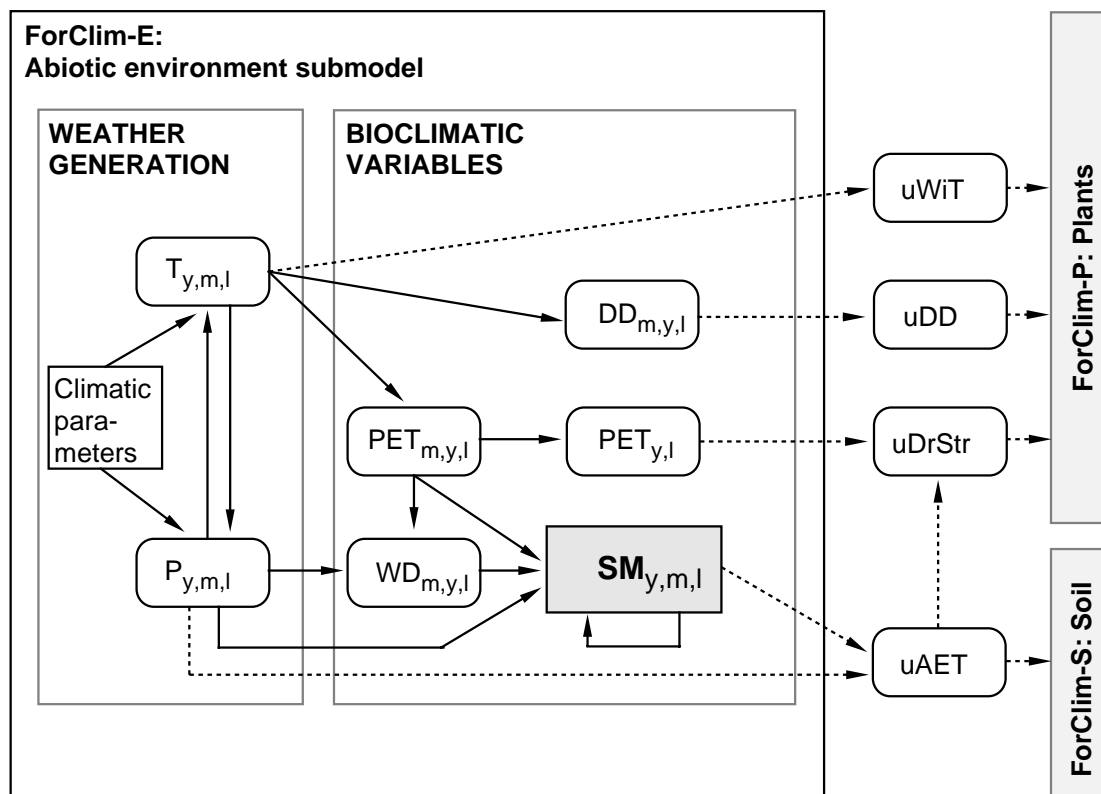 ForClim-E:
Abiotic environment submodel
WEATHER
GENERATION
BIOCLIMATIC
VARIABLES
T_{y,m,l}
Climatic
para-
meters
P_{y,m,l}
DD_{m,y,l}
PET_{m,y,l}
PET_{y,l}
WD_{m,y,l}
SM_{y,m,l}
uWiT
uDD
uDrStr
uAET
ForClim-P: Plants
ForClim-S: Soil